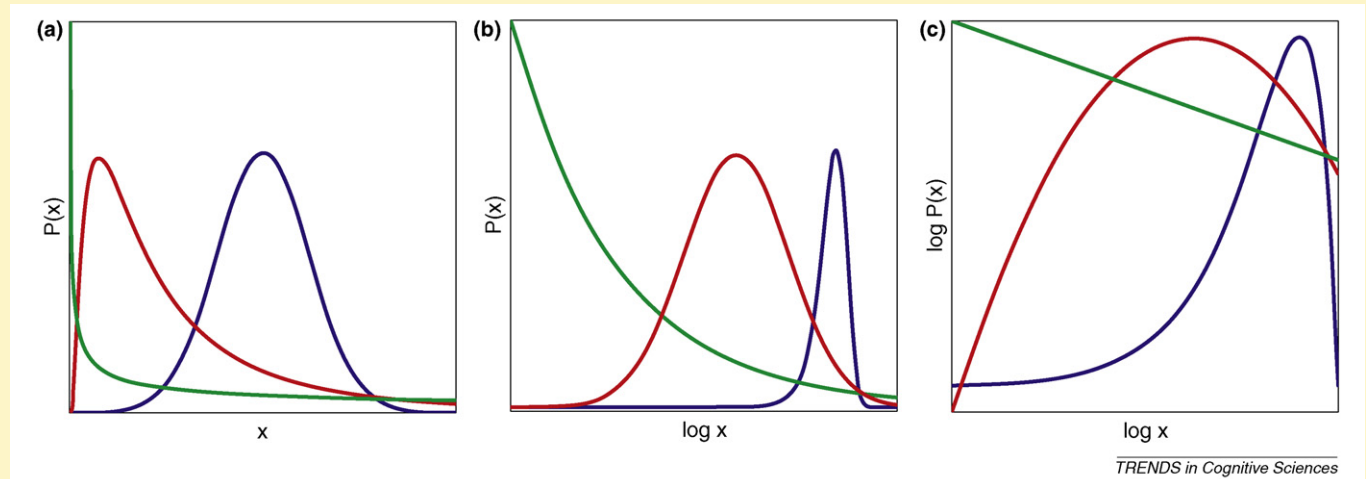 (a)
P(x)
x
(b)
P(x)
log x
(c)
log P(x)
log x
TRENDS in Cognitive Sciences